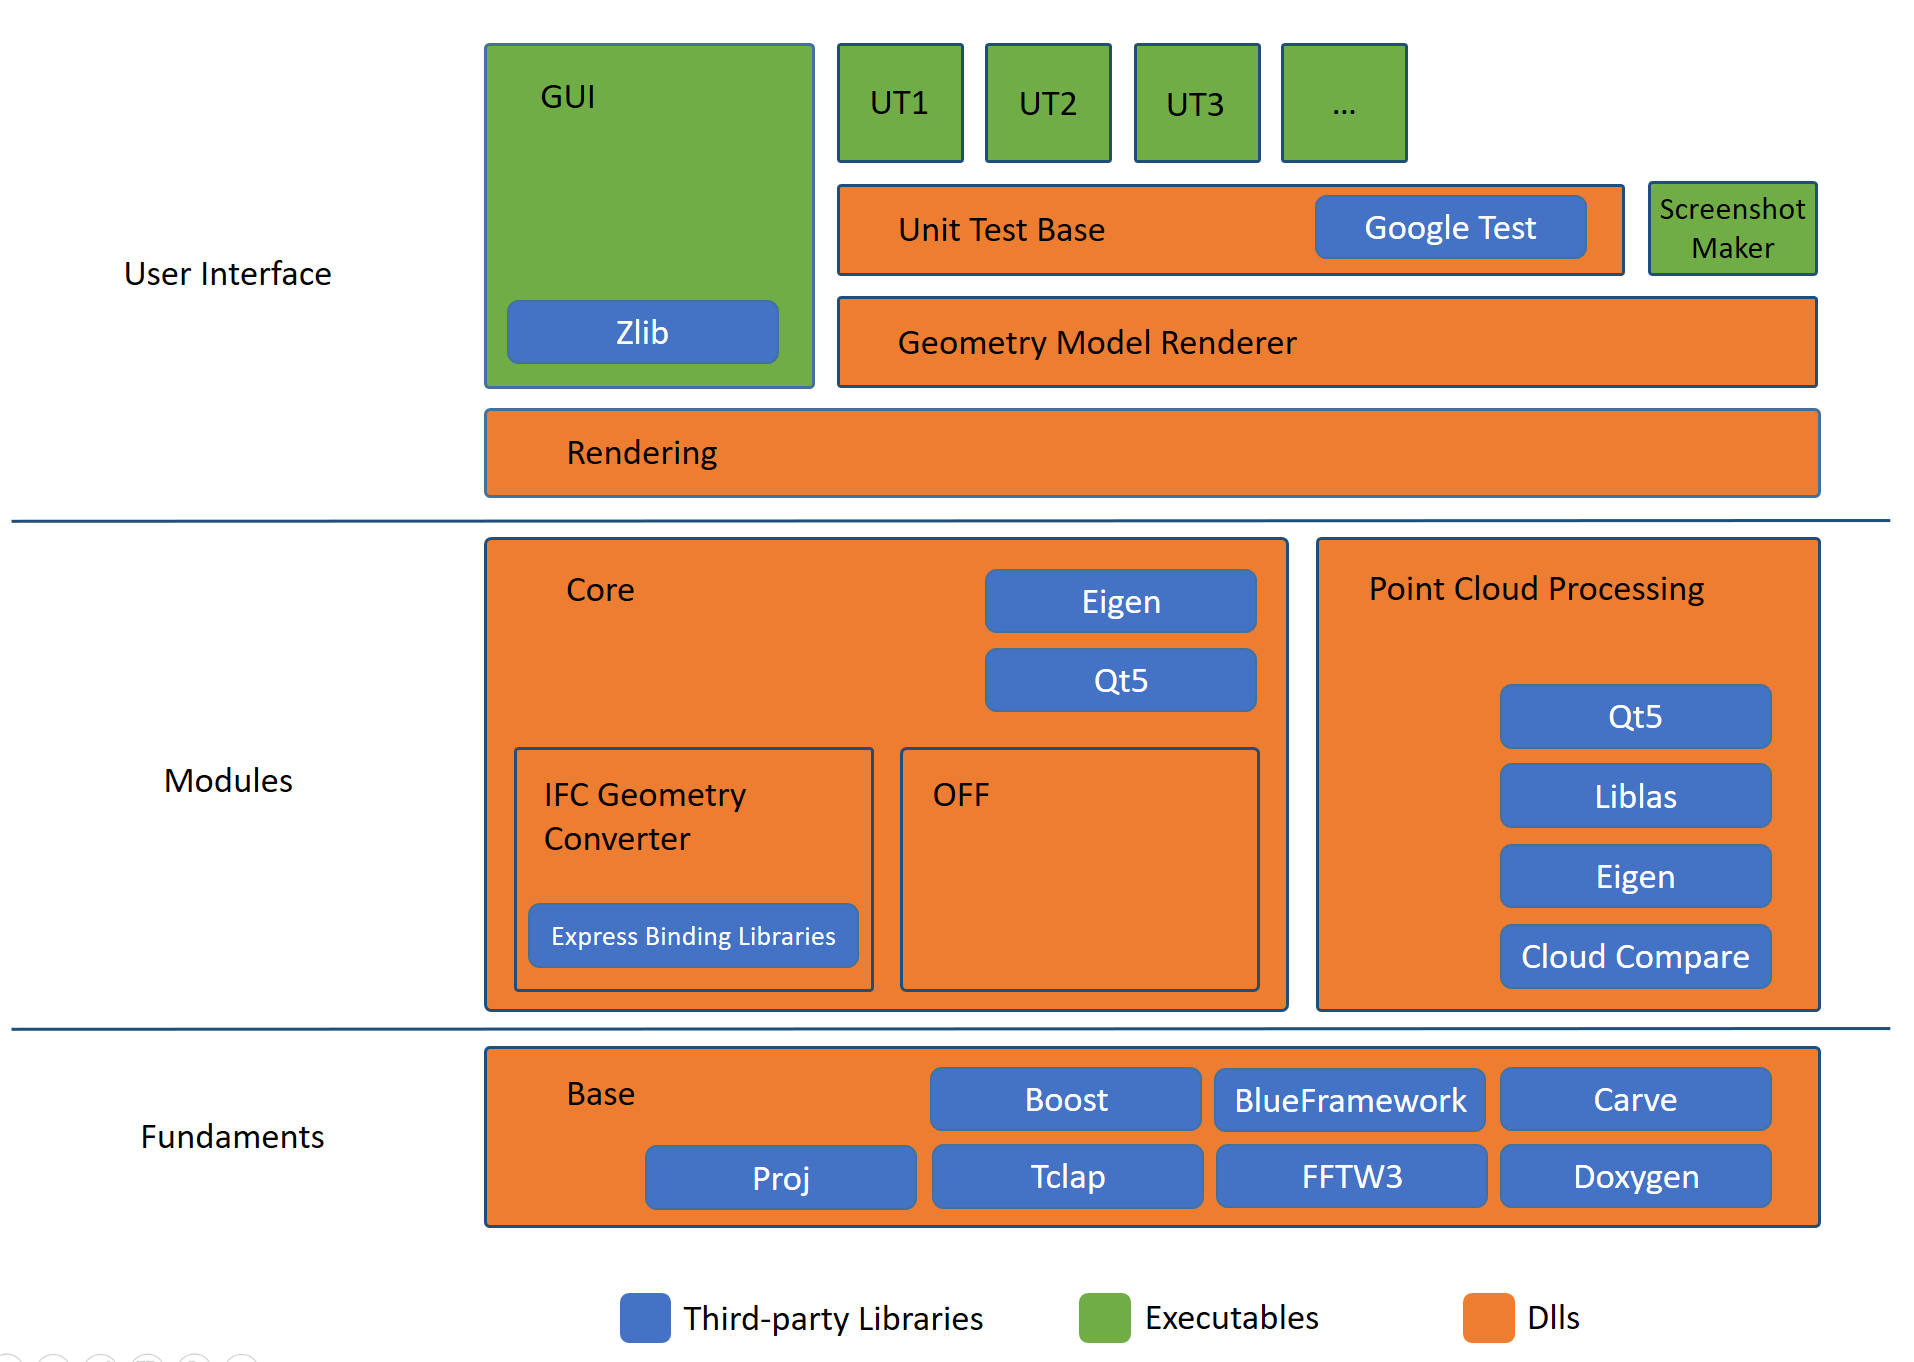 GUI
UT1
UT2
UT3
...
Unit Test Base
Google Test
Screenshot
Maker
User Interface
Zlib
Geometry Model Renderer
Rendering
Core
Eigen
Qt5
Point Cloud Processing
Qt5
Liblas
Eigen
Cloud Compare
Modules
IFC Geometry
Converter
Express Binding Libraries
OFF
Fundaments
Base
Boost
BlueFramework
Carve
Proj
Tclap
FFTW3
Doxygen
Third-party Libraries
Executables
Dlls